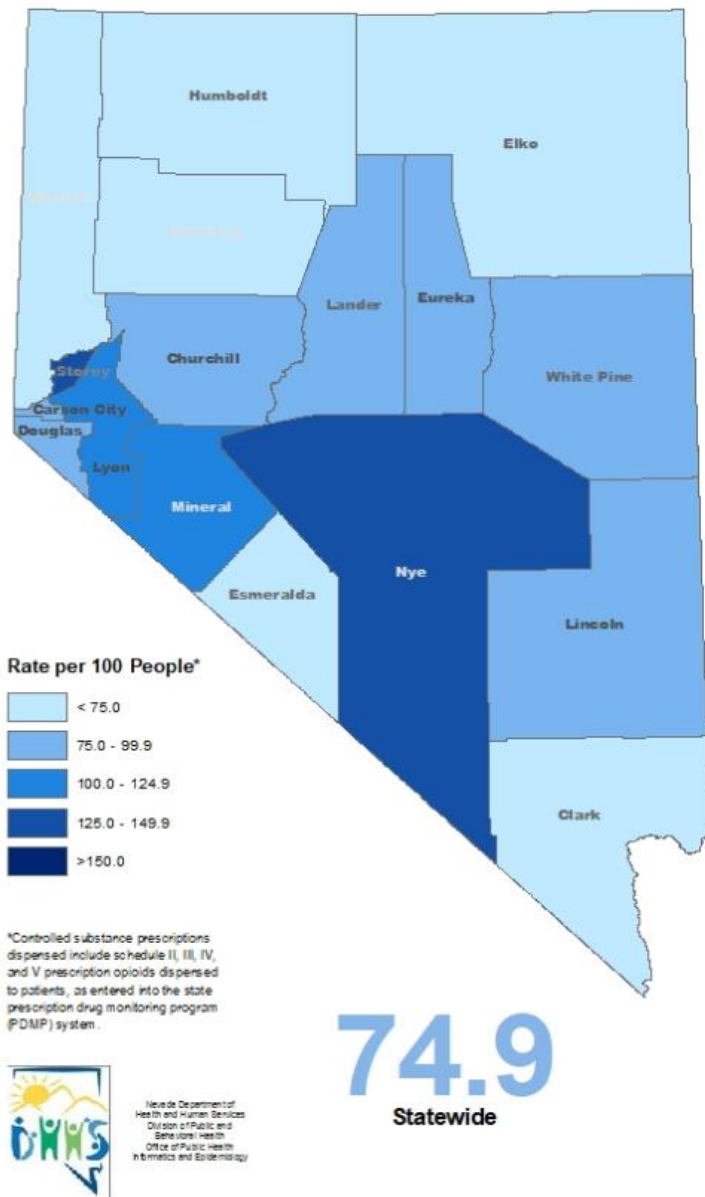 Humboldt
Elko
Washoe
Pershing
Lander
Eureka
Churchill
White Pine
Storey
Carson City
Douglas
Lyon
Mineral
Nye
Esmeralda
Lincoln
Clark
Rate per 100 People*
< 75.0
75.0 - 99.9
100.0 - 124.9
125.0 - 149.9
>150.0
*Controlled substance prescriptions
dispensed include schedule II, III, IV,
and V prescription opioids dispensed
to patients, as entered into the state
prescription drug monitoring program
(PDMP) system.
74.9
Statewide
DHHS
Nevada Department of
Health and Human Services
Division of Public and
Behavioral Health
Office of Public Health
Informatics and Epidemiology